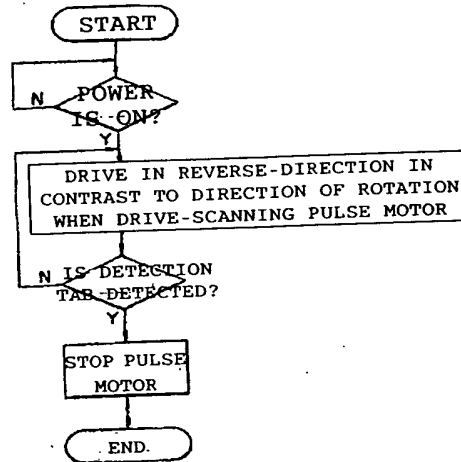 START
POWER
IS ON?
N
Y
DRIVE IN REVERSE-DIRECTION IN
CONTRAST TO DIRECTION OF ROTATION
WHEN DRIVE-SCANNING PULSE MOTOR
N
IS DETECTION
TAB DETECTED?
Y
STOP PULSE
MOTOR
END.